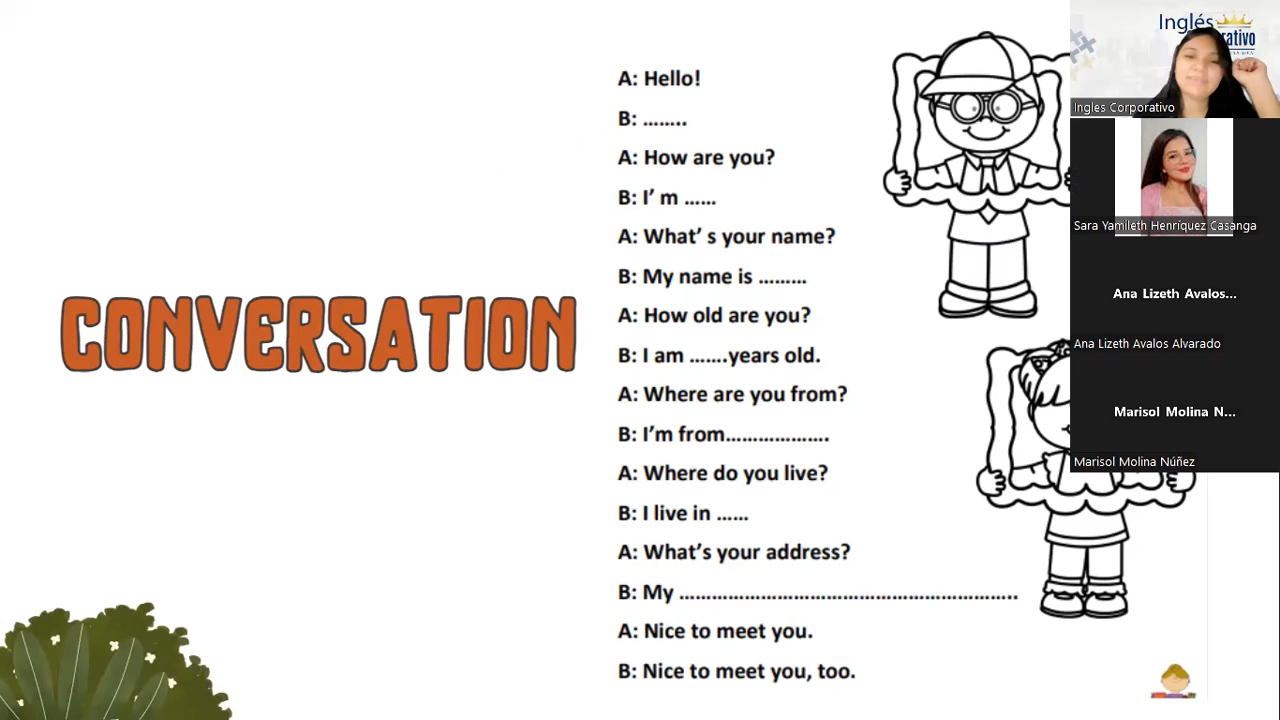 CONVERSATION
A: Hello!
B: ........
A: How are you?
B: I' m ......
A: What' s your name?
B: My name is .........
A: How old are you?
B: I am .......years old.
A: Where are you from?
B: I'm from...................
A: Where do you live?
B: I live in ......
A: What's your address?
B: My ..............................................................
A: Nice to meet you.
B: Nice to meet you, too.
Inglés
rativo
Ingles Corporativo
Sara Yamileth Henríquez Casanga
Ana Lizeth Avalos...
Ana Lizeth Avalos Alvarado
Marisol Molina N...
Marisol Molina Núñez